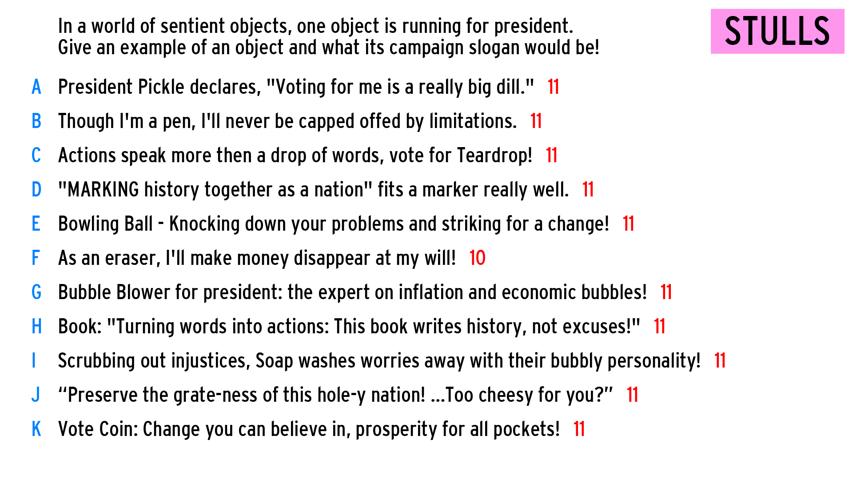 In a world of sentient objects, one object is running for president.
Give an example of an object and what its campaign slogan would be!
STULLS
A President Pickle declares, "Voting for me is a really big dill." 11
B Though I'm a pen, I'll never be capped offed by limitations. 11
C Actions speak more then a drop of words, vote for Teardrop! 11
D "MARKING history together as a nation" fits a marker really well. 11
E Bowling Ball - Knocking down your problems and striking for a change! 11
F As an eraser, I'll make money disappear at my will! 10
G Bubble Blower for president: the expert on inflation and economic bubbles! 11
H Book: "Turning words into actions: This book writes history, not excuses!" 11
I Scrubbing out injustices, Soap washes worries away with their bubbly personality! 11
J “Preserve the grate-ness of this hole-y nation! ...Too cheesy for you?” 11
K Vote Coin: Change you can believe in, prosperity for all pockets! 11